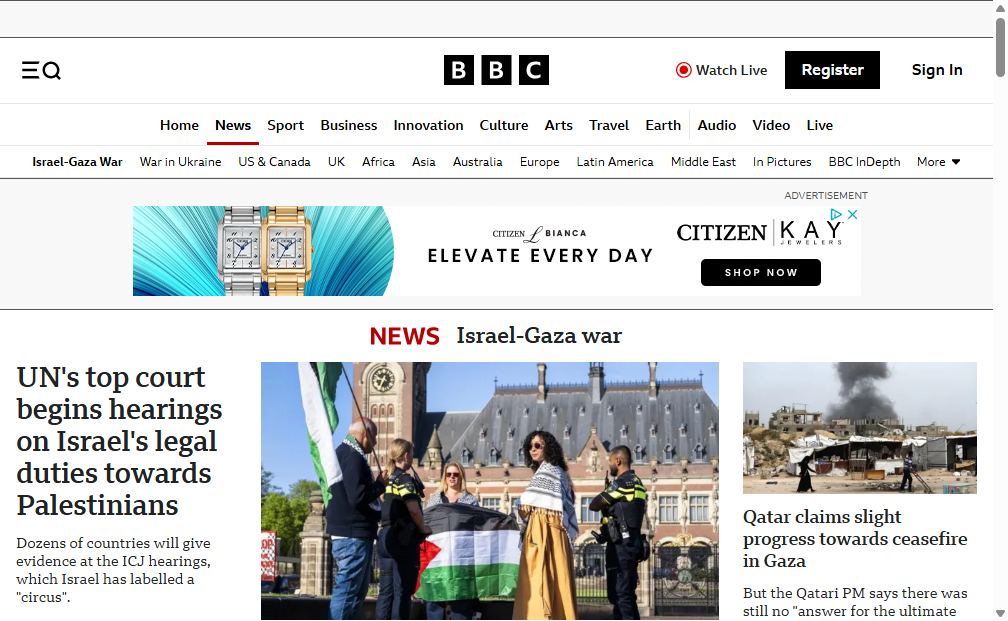 BBC
Watch Live
Register
Sign In
Home
News
Sport
Business
Innovation
Culture
Arts
Travel
Earth
Audio
Video
Live
Israel-Gaza War
War in Ukraine
US & Canada
UK
Africa
Asia
Australia
Europe
Latin America
Middle East
In Pictures
BBC InDepth
More
ADVERTISEMENT
CITIZEN L BIANCA
ELEVATE EVERY DAY
CITIZEN | KAY
JEWELERS
SHOP NOW
NEWS Israel-Gaza war
UN's top court
begins hearings
on Israel's legal
duties towards
Palestinians
Dozens of countries will give
evidence at the ICJ hearings,
which Israel has labelled a
"circus".
Qatar claims slight
progress towards ceasefire
in Gaza
But the Qatari PM says there was
still no "answer for the ultimate